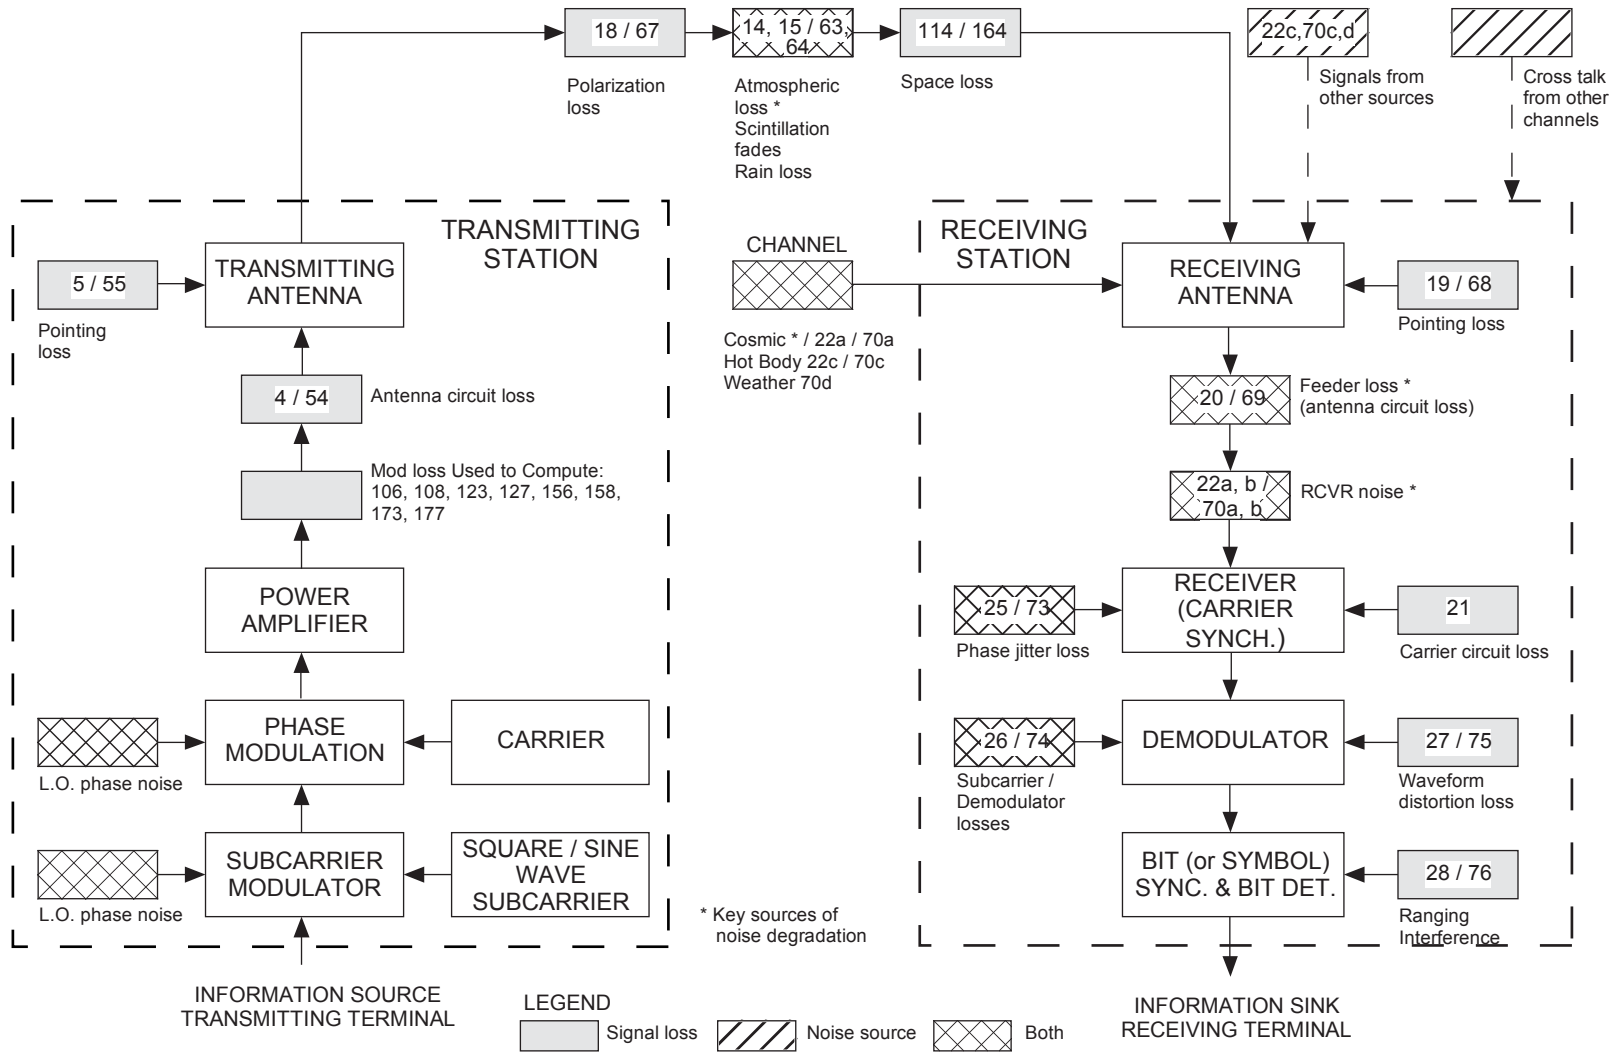 18 / 67
Polarization
loss
14, 15 / 63,
64
Atmospheric
loss *
Scintillation
fades
Rain loss
114 / 164
Space loss
22c,70c,d
Signals from
other sources
Cross talk
from other
channels
TRANSMITTING
STATION
5 / 55
Pointing
loss
TRANSMITTING
ANTENNA
4 / 54
Antenna circuit loss
Mod loss Used to Compute:
106, 108, 123, 127, 156, 158,
173, 177
POWER
AMPLIFIER
PHASE
MODULATION
CARRIER
L.O. phase noise
SUBCARRIER
MODULATOR
SQUARE / SINE
WAVE
SUBCARRIER
L.O. phase noise
INFORMATION SOURCE
TRANSMITTING TERMINAL
CHANNEL
Cosmic * / 22a / 70a
Hot Body 22c / 70c
Weather 70d
* Key sources of
noise degradation
RECEIVING
STATION
RECEIVING
ANTENNA
19 / 68
Pointing loss
20 / 69
Feeder loss *
(antenna circuit loss)
22a, b /
70a, b
RCVR noise *
25 / 73
Phase jitter loss
RECEIVER
(CARRIER
SYNCH.)
21
Carrier circuit loss
26 / 74
Subcarrier /
Demodulator
losses
DEMODULATOR
27 / 75
Waveform
distortion loss
BIT (or SYMBOL)
SYNC. & BIT DET.
28 / 76
Ranging
Interference
INFORMATION SINK
RECEIVING TERMINAL
LEGEND
Signal loss
Noise source
Both